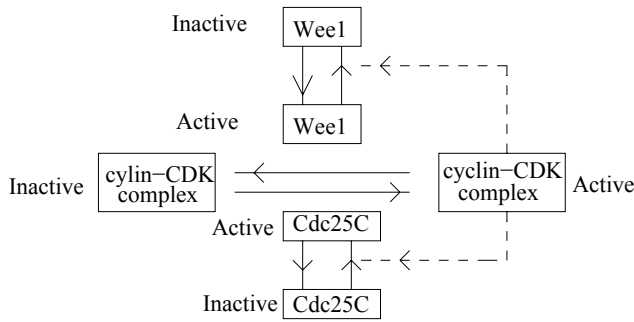 Inactive
Wee1
Active
Wee1
Inactive
cylin−CDK
complex
cyclin−CDK
complex
Active
Active
Cdc25C
Inactive
Cdc25C